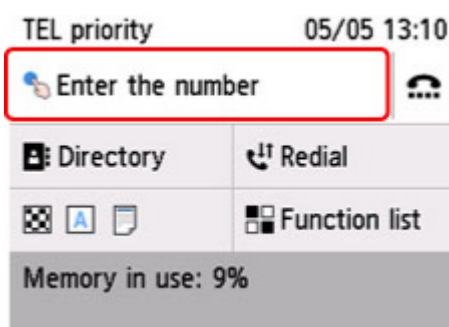 TEL priority 05/05 13:10
Enter the number
Directory Redial
A Function list
Memory in use: 9%